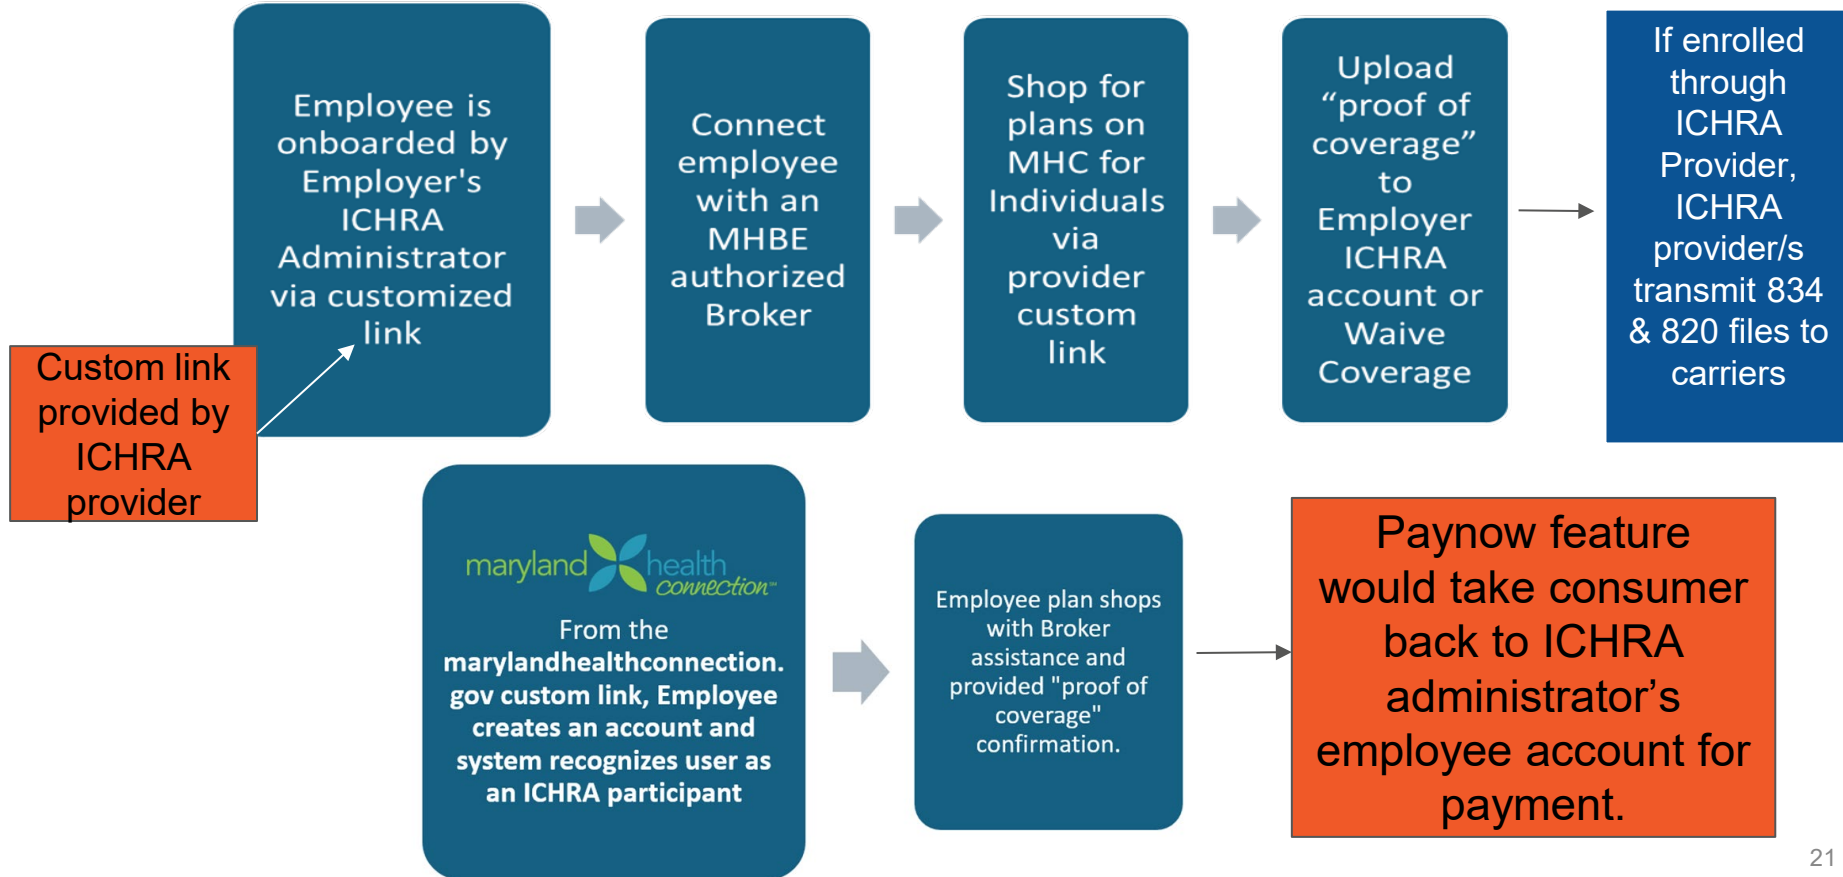 Employee is
onboarded by
Employer's
ICHRA
Administrator
via customized
link
Custom link
provided by
ICHRA
provider
Connect
employee
with an
MHBE
authorized
Broker
Shop for
plans on
MHC for
Individuals
via
provider
custom
link
Upload
“proof of
coverage”
to
Employer
ICHRA
account or
Waive
Coverage
If enrolled
through
ICHRA
Provider,
ICHRA
provider/s
transmit 834
& 820 files to
carriers
maryland health
connection™
From the
marylandhealthconnection.
gov custom link, Employee
creates an account and
system recognizes user as
an ICHRA participant
Employee plan shops
with Broker
assistance and
provided "proof of
coverage"
confirmation.
Paynow feature
would take consumer
back to ICHRA
administrator’s
employee account for
payment.
21